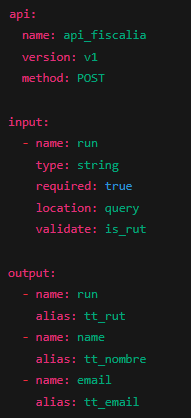 api:
  name: api_fiscalia
  version: v1
  method: POST

input:
  - name: run
    type: string
    required: true
    location: query
    validate: is_rut

output:
  - name: run
    alias: tt_rut
  - name: name
    alias: tt_nombre
  - name: email
    alias: tt_email